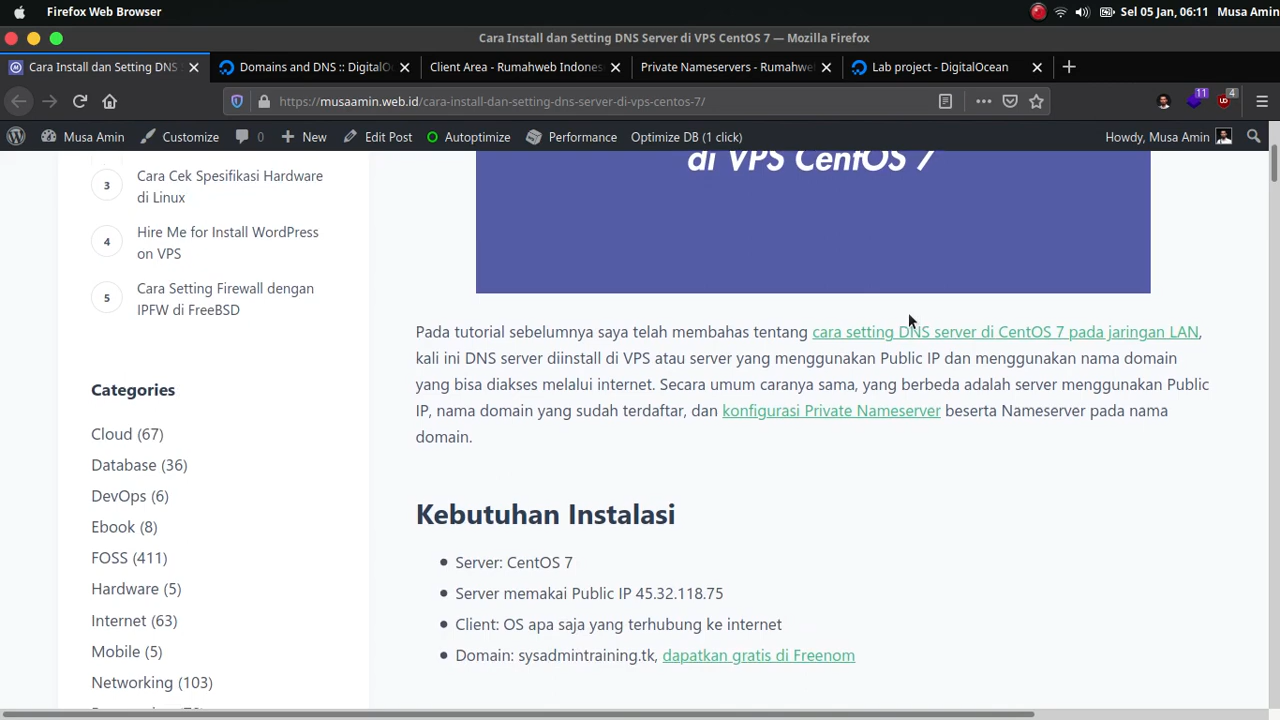 Firefox Web Browser
Sel 05 Jan, 06:11 Musa Amin
Cara Install dan Setting DNS Server di VPS CentOS 7 — Mozilla Firefox
Cara Install dan Setting DNS
Domains and DNS :: DigitalO
Client Area - Rumahweb Indones
Private Nameservers - Rumahwe
Lab project - DigitalOcean
https://musaamin.web.id/cara-install-dan-setting-dns-server-di-vps-centos-7/
11
4
Musa Amin
Customize
0
New
Edit Post
Autoptimize
Performance
Optimize DB (1 click)
Howdy, Musa Amin
di VPS CentOS 7
3
Cara Cek Spesifikasi Hardware
di Linux
4
Hire Me for Install WordPress
on VPS
5
Cara Setting Firewall dengan
IPFW di FreeBSD
Categories
Cloud (67)
Database (36)
DevOps (6)
Ebook (8)
FOSS (411)
Hardware (5)
Internet (63)
Mobile (5)
Networking (103)
Pada tutorial sebelumnya saya telah membahas tentang cara setting DNS server di CentOS 7 pada jaringan LAN,
kali ini DNS server diinstall di VPS atau server yang menggunakan Public IP dan menggunakan nama domain
yang bisa diakses melalui internet. Secara umum caranya sama, yang berbeda adalah server menggunakan Public
IP, nama domain yang sudah terdaftar, dan konfigurasi Private Nameserver beserta Nameserver pada nama
domain.
Kebutuhan Instalasi
Server: CentOS 7
Server memakai Public IP 45.32.118.75
Client: OS apa saja yang terhubung ke internet
Domain: sysadmintraining.tk, dapatkan gratis di Freenom